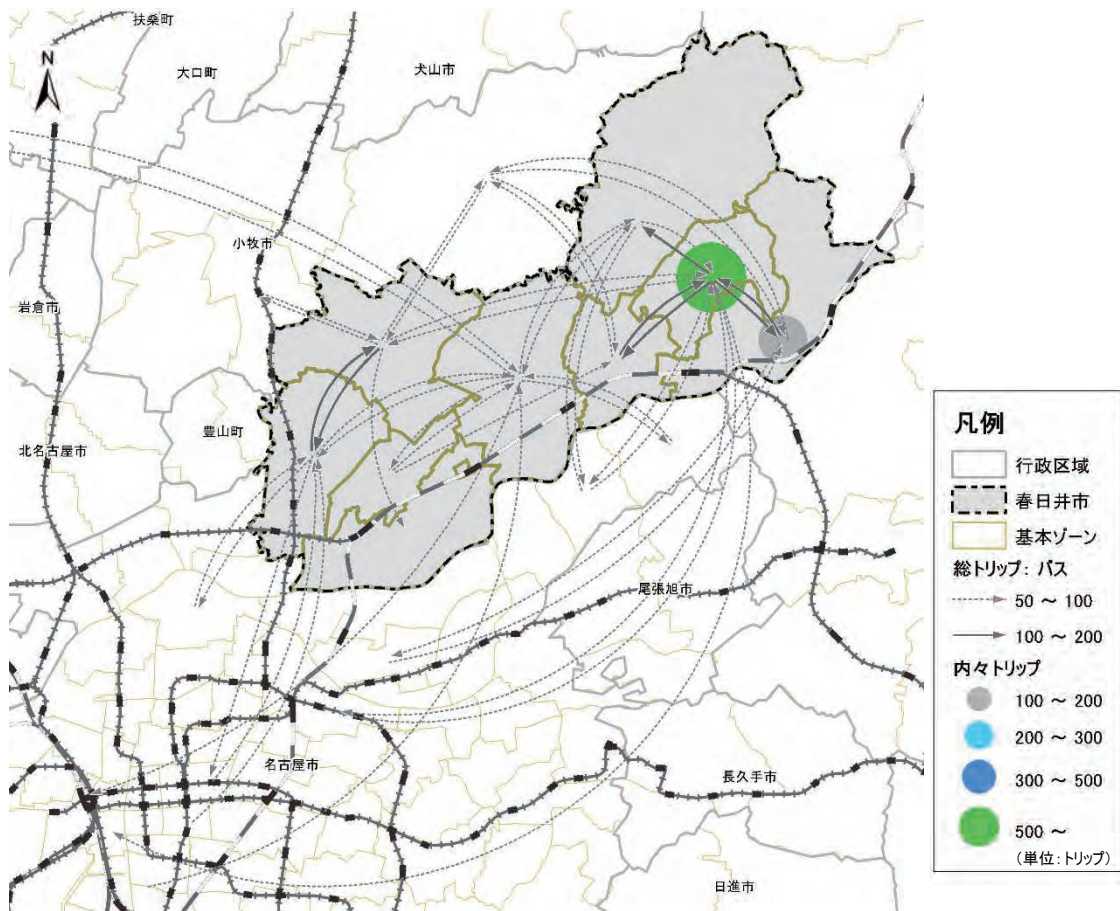 扶桑町
N
大口町
犬山市
小牧市
岩倉市
豊山町
北名古屋市
尾張旭市
名古屋市
長久手市
日進市
凡例
行政区域
春日井市
基本ゾーン
総トリップ: バス
50 ～ 100
100 ～ 200
内々トリップ
100 ～ 200
200 ～ 300
300 ～ 500
500 ～
(単位:トリップ)